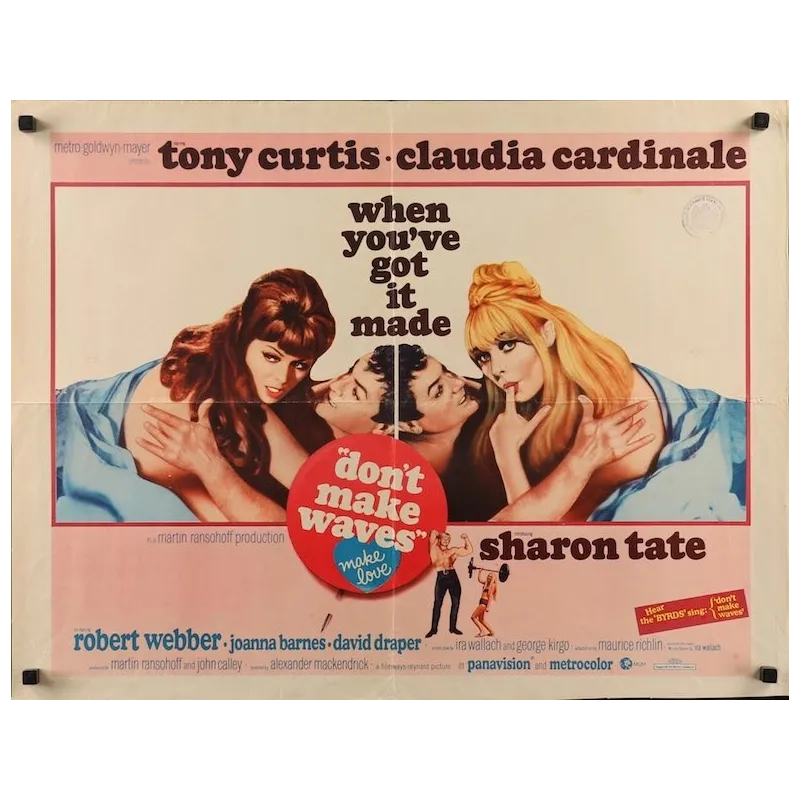 metro-goldwyn-mayer
tony curtis · claudia cardinale
when
you've
got
it
made
"don't
make
waves"
make
love
a martin ransohoff production
introducing
sharon tate
Hear
the 'BYRDS' sing:
'don't
make
waves'
robert webber · joanna barnes · david draper · ira wallach and george kirgo · maurice richlin · ira wallach
martin ransohoff and john calley · alexander mackendrick · a filmways-reynard picture in panavision® and metrocolor MGM